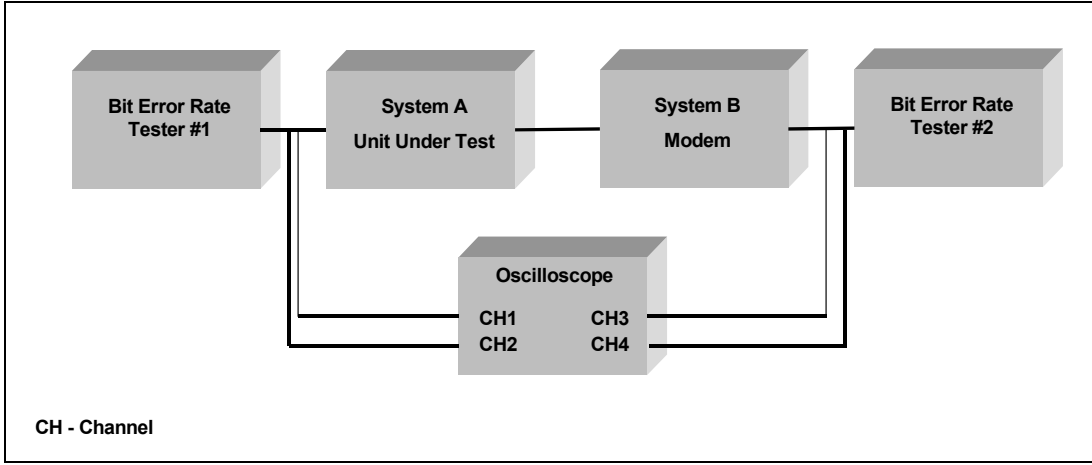 Bit Error Rate
Tester #1
System A
Unit Under Test
System B
Modem
Bit Error Rate
Tester #2
Oscilloscope
CH1 CH3
CH2 CH4
CH - Channel